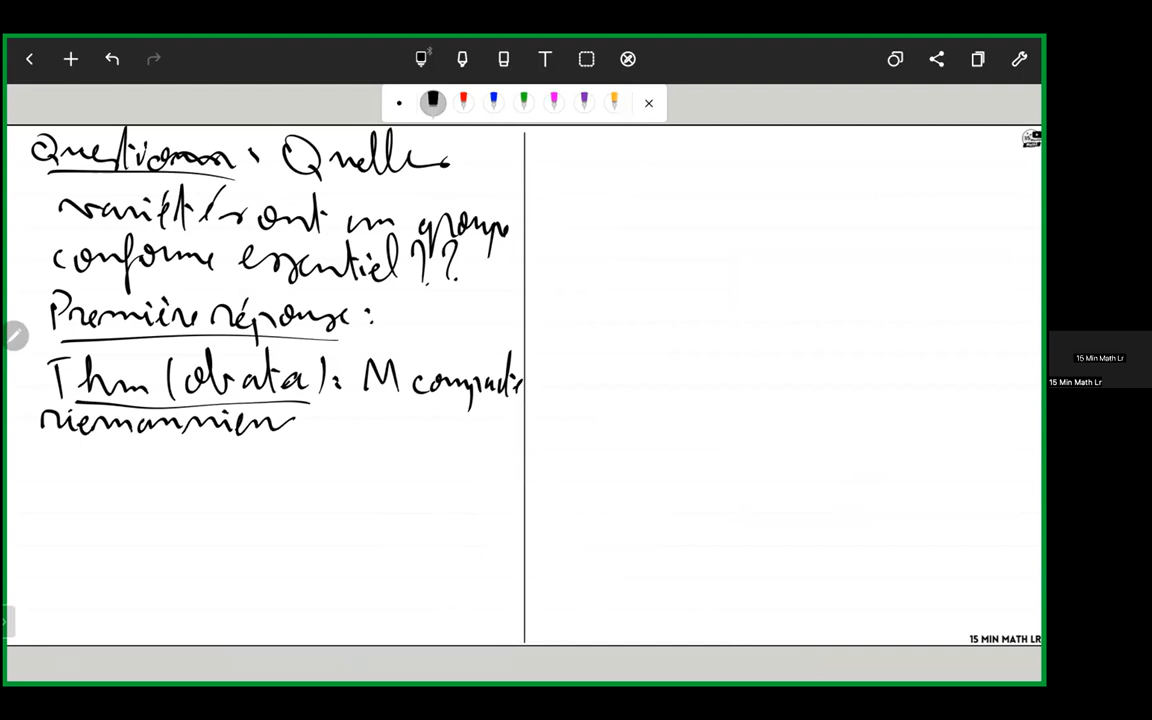 Question : Quelles
variétés ont un groupe
conforme essentiel ??
Première réponse :
Thm (Obata) : M compacte
riemannien
15 Min Math Lr
15 Min Math Lr
15 MIN MATH LR